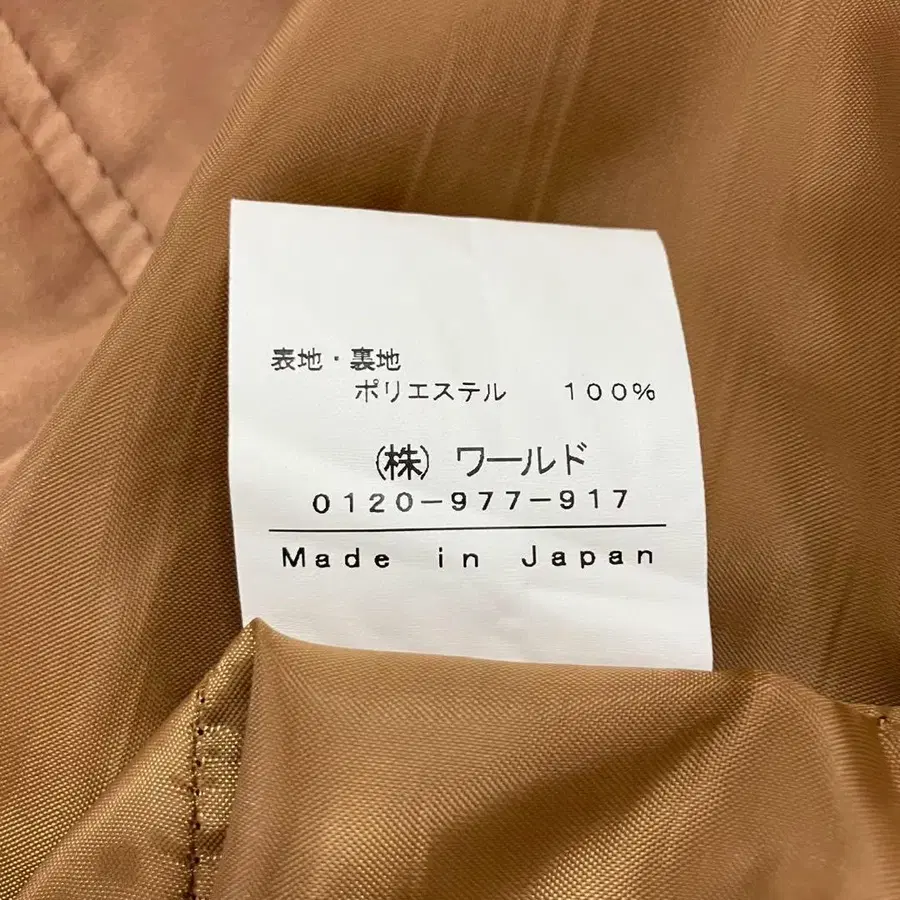 表地・裏地
ポリエステル　100%
(株) ワールド
0120-977-917
Made in Japan